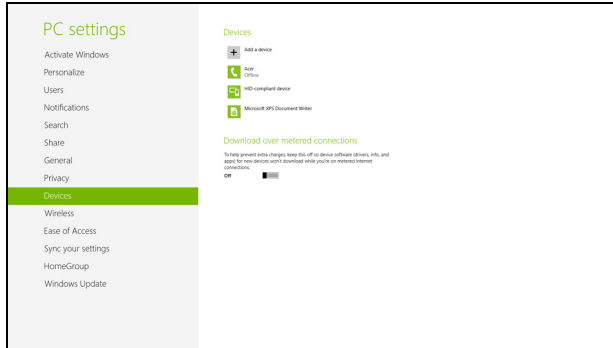 PC settings
Activate Windows
Personalize
Users
Notifications
Search
Share
General
Privacy
Devices
Wireless
Ease of Access
Sync your settings
HomeGroup
Windows Update
Devices
Add a device
Acer
Offline
HID-compliant device
Microsoft XPS Document Writer
Download over metered connections
To help prevent extra charges, keep this off so device software (drivers, info, and
apps) for new devices won't download while you're on metered Internet
connections.
Off